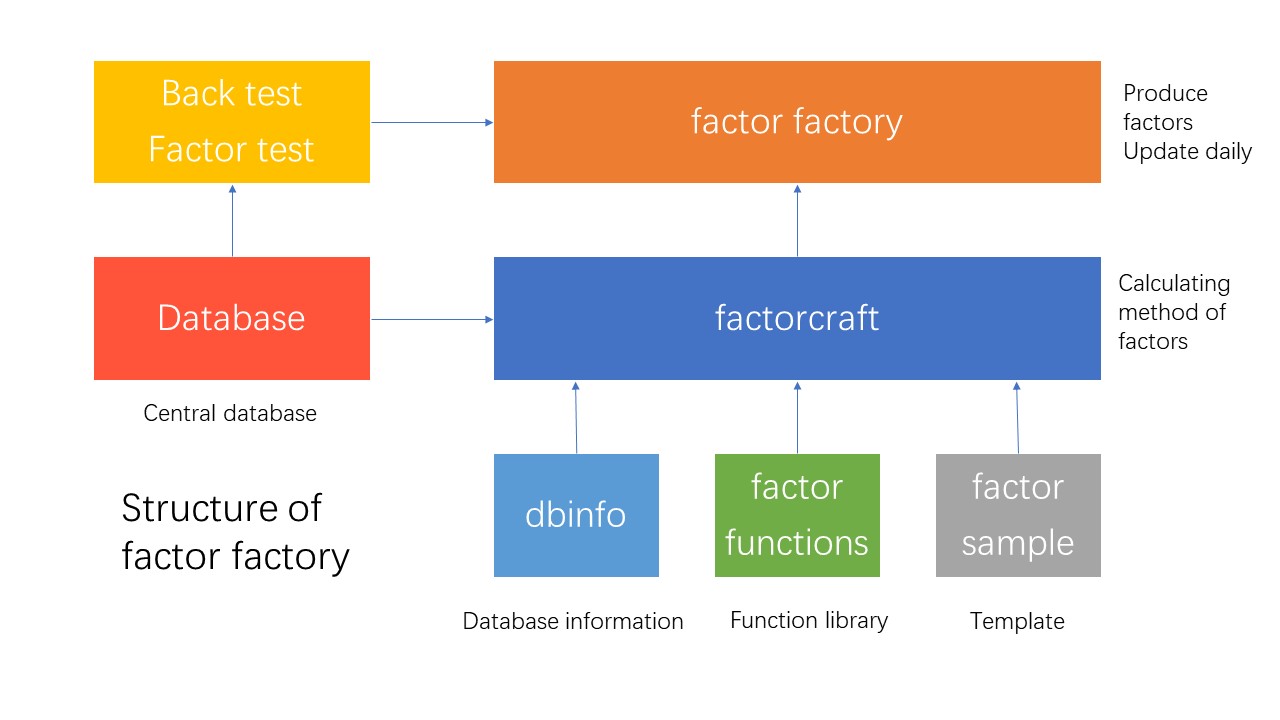 Back test
Factor test
factor factory
Produce
factors
Update daily
Database
factorcraft
Calculating
method of
factors
Central database
Structure of
factor factory
dbinfo
factor
functions
factor
sample
Database information
Function library
Template